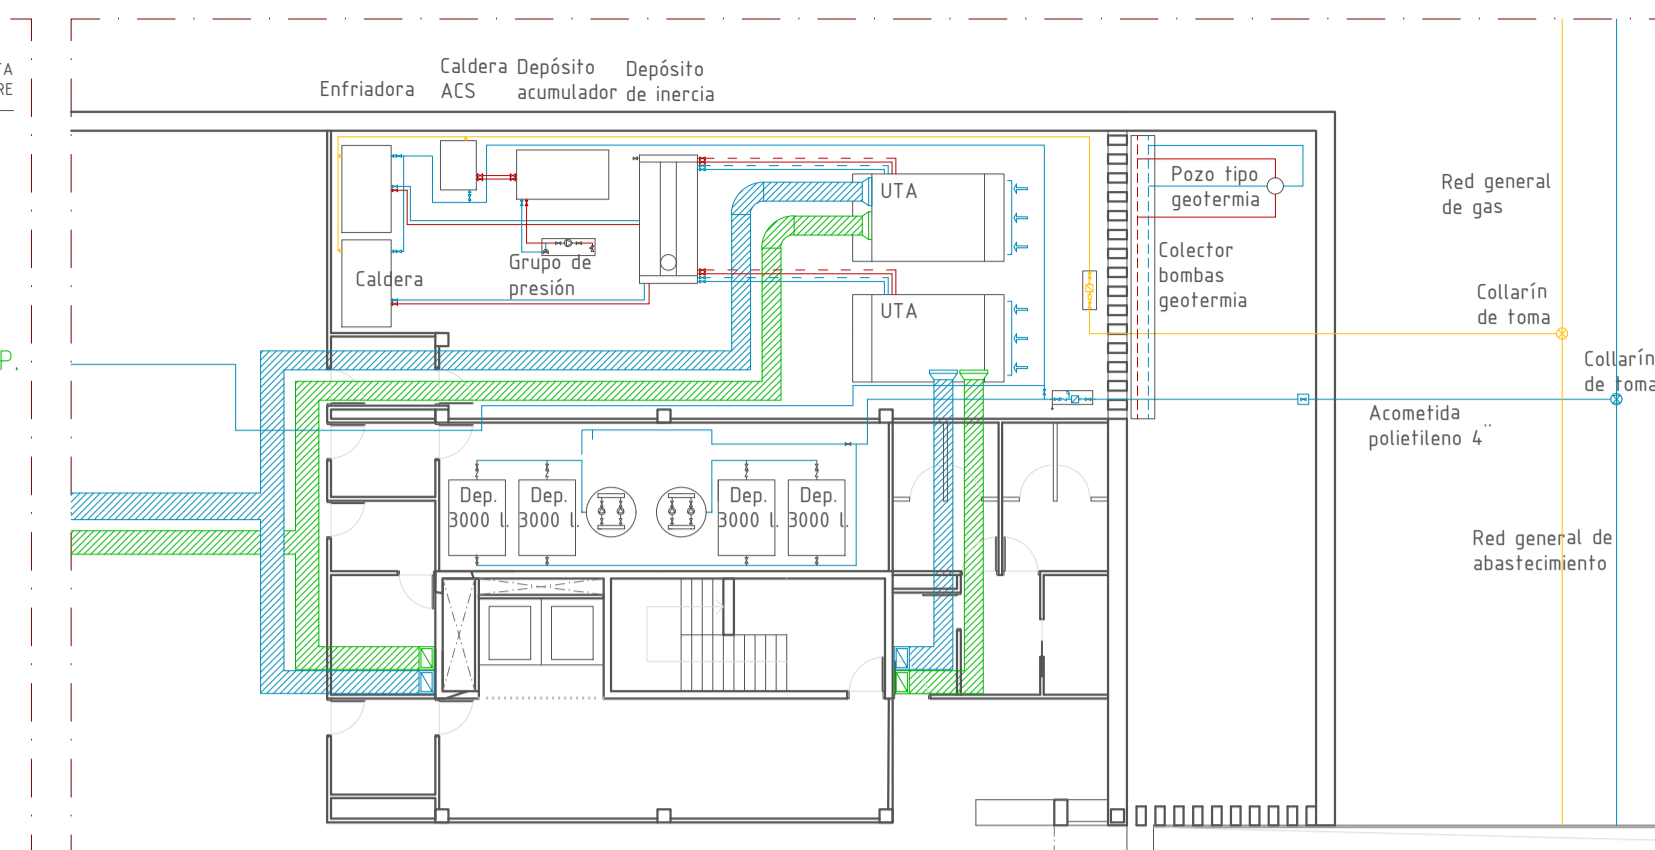 TA
RE
Enfriadora
Caldera
ACS
Depósito
acumulador
Depósito
de inercia
UTA
Pozo tipo
geotermia
Red general
de gas
Colector
bombas
geotermia
Grupo de
presión
Caldera
UTA
Collarín
de toma
P.
Collarín
de toma
Acometida
polietileno 4¨
Dep.
3000 l.
Dep.
3000 l.
Dep.
3000 l.
Dep.
3000 l.
Red general de
abastecimiento